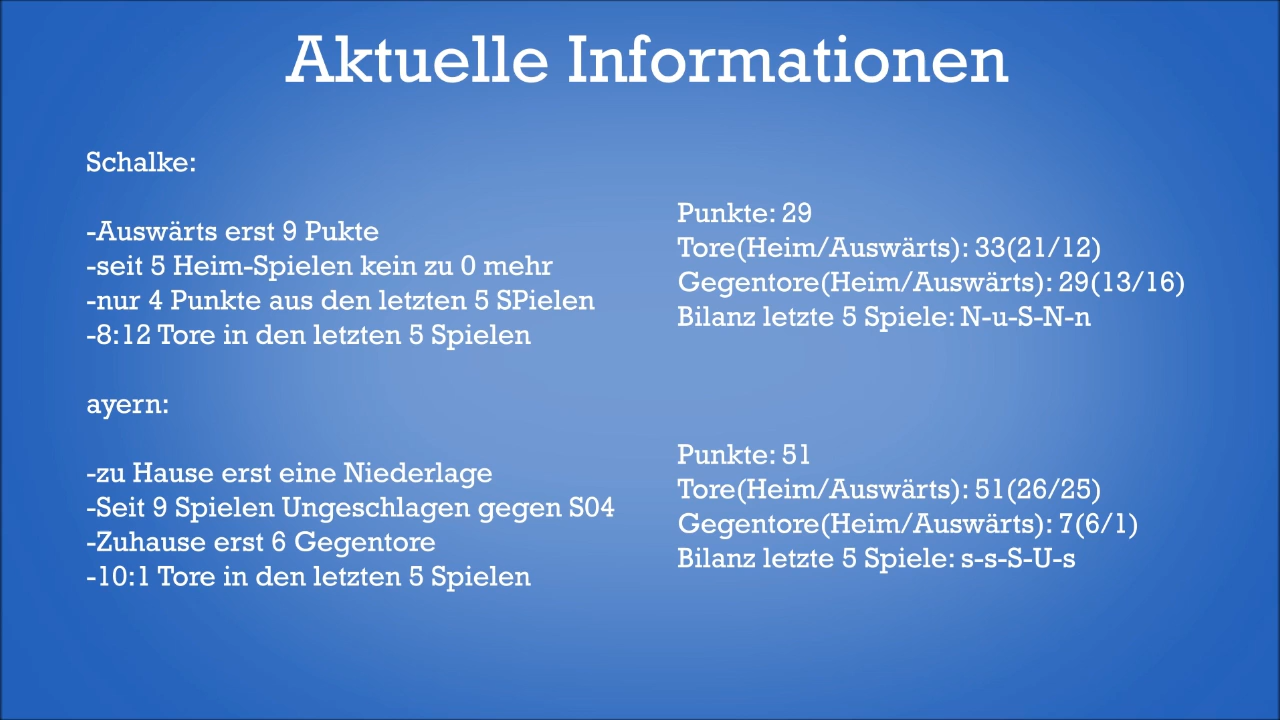 Aktuelle Informationen
Schalke:
-Auswärts erst 9 Pukte
-seit 5 Heim-Spielen kein zu 0 mehr
-nur 4 Punkte aus den letzten 5 SPielen
-8:12 Tore in den letzten 5 Spielen
Punkte: 29
Tore(Heim/Auswärts): 33(21/12)
Gegentore(Heim/Auswärts): 29(13/16)
Bilanz letzte 5 Spiele: N-u-S-N-n
ayern:
-zu Hause erst eine Niederlage
-Seit 9 Spielen Ungeschlagen gegen S04
-Zuhause erst 6 Gegentore
-10:1 Tore in den letzten 5 Spielen
Punkte: 51
Tore(Heim/Auswärts): 51(26/25)
Gegentore(Heim/Auswärts): 7(6/1)
Bilanz letzte 5 Spiele: s-s-S-U-s